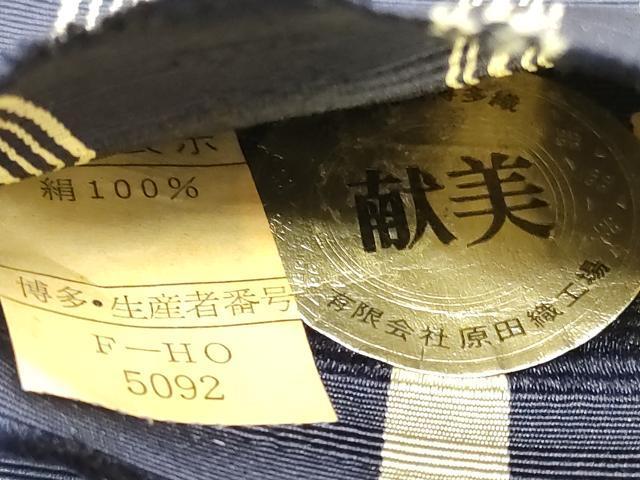 絹100%
博多・生産者番号
F―HO
5092
博多織
献美
有限会社原田織工場